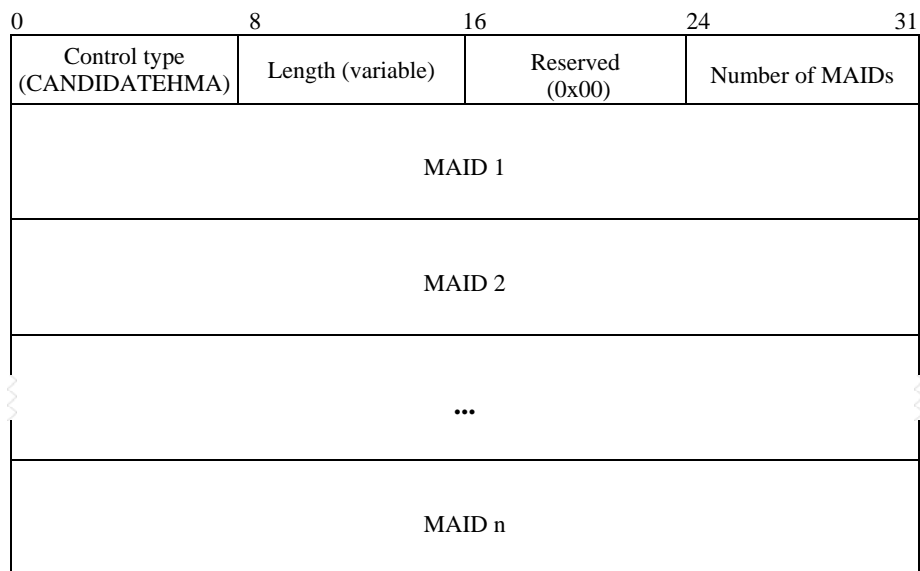 0 8 16 24 31
Control type
(CANDIDATEHMA)
Length (variable)
Reserved
(0x00)
Number of MAIDs
MAID 1
MAID 2
...
MAID n